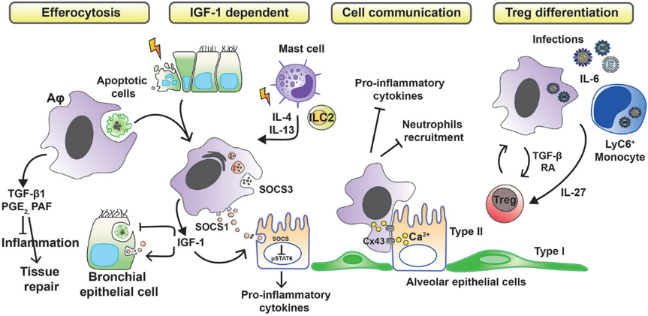 Efferocytosis
IGF-1 dependent
Cell communication
Treg differentiation
Apoptotic
cells
Aφ
TGF-β1
PGE2, PAF
Inflammation
Tissue
repair
Bronchial
epithelial cell
Mast cell
IL-4
IL-13
ILC2
SOCS3
SOCS1
IGF-1
SOCS
pSTAT6
Pro-inflammatory
cytokines
Pro-inflammatory
cytokines
Neutrophils
recruitment
Cx43
Ca2+
Type II
Type I
Alveolar epithelial cells
Infections
IL-6
LyC6+
Monocyte
TGF-β
RA
IL-27
Treg